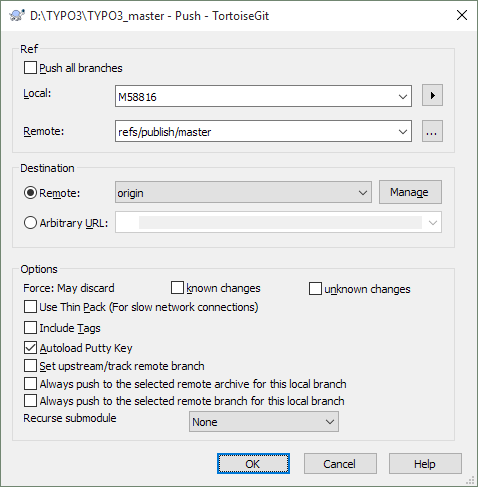 D:\TYPO3\TYPO3_master - Push - TortoiseGit
Ref
Push all branches
Local:
M58816
Remote:
refs/publish/master
...
Destination
Remote:
origin
Manage
Arbitrary URL:
Options
Force: May discard
known changes
unknown changes
Use Thin Pack (For slow network connections)
Include Tags
Autoload Putty Key
Set upstream/track remote branch
Always push to the selected remote archive for this local branch
Always push to the selected remote branch for this local branch
Recurse submodule
None
OK
Cancel
Help